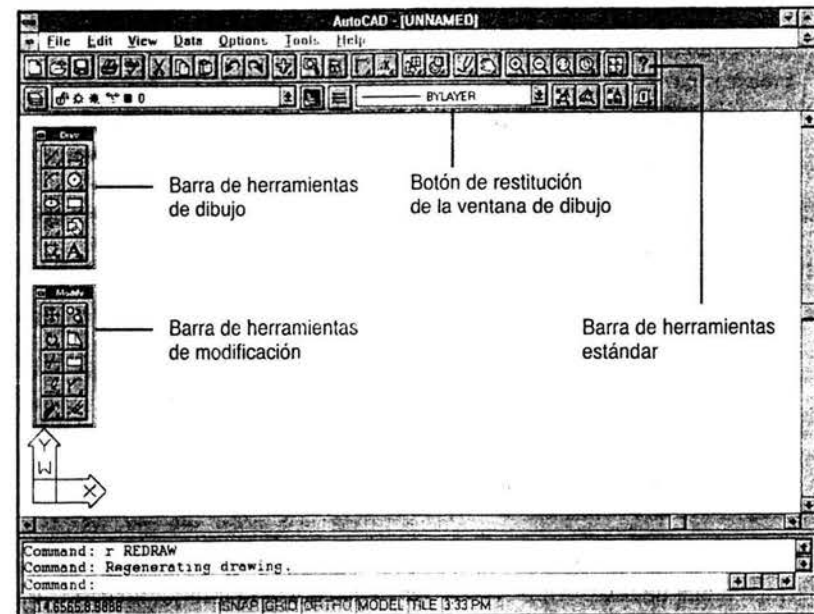 AutoCAD - [UNNAMED]
File Edit View Data Options Tools Help
0
BYLAYER
Draw
Barra de herramientas
de dibujo
Botón de restitución
de la ventana de dibujo
Modify
Barra de herramientas
de modificación
Barra de herramientas
estándar
Y
W
X
Command: r REDRAW
Command: Regenerating drawing.
Command:
SNAP GRID ORTHO MODEL TILE 3:33 PM